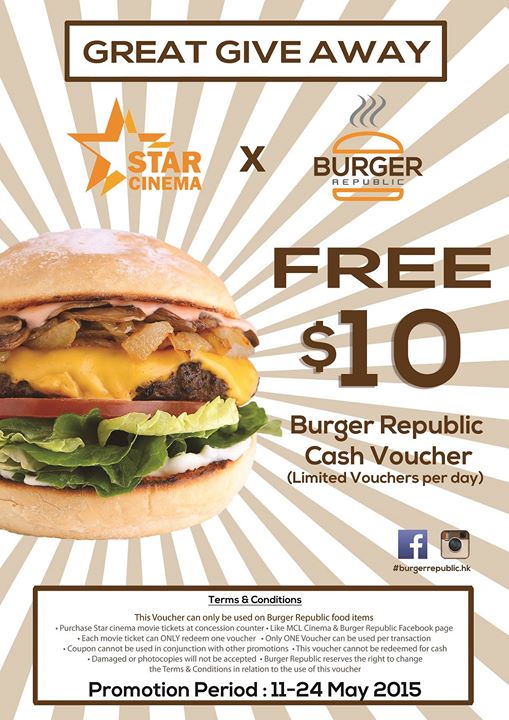 GREAT GIVE AWAY
STAR
CINEMA
X
BURGER
REPUBLIC
FREE
$10
Burger Republic
Cash Voucher
(Limited Vouchers per day)
#burgerrepublic.hk
Terms & Conditions
This Voucher can only be used on Burger Republic food items
• Purchase Star cinema movie tickets at concession counter • Like MCL Cinema & Burger Republic Facebook page
• Each movie ticket can ONLY redeem one voucher • Only ONE Voucher can be used per transaction
• Coupon cannot be used in conjunction with other promotions • This voucher cannot be redeemed for cash
• Damaged or photocopies will not be accepted • Burger Republic reserves the right to change
the Terms & Conditions in relation to the use of this voucher
Promotion Period : 11-24 May 2015